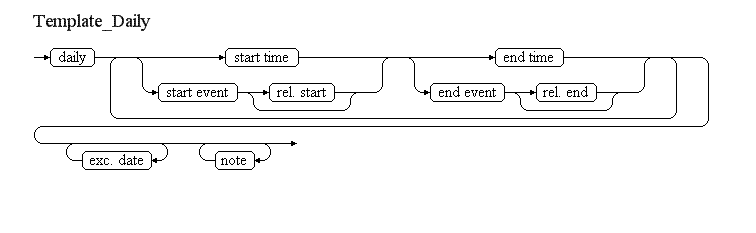 Template_Daily
daily start time end time
start event rel. start end event rel. end
exc. date note